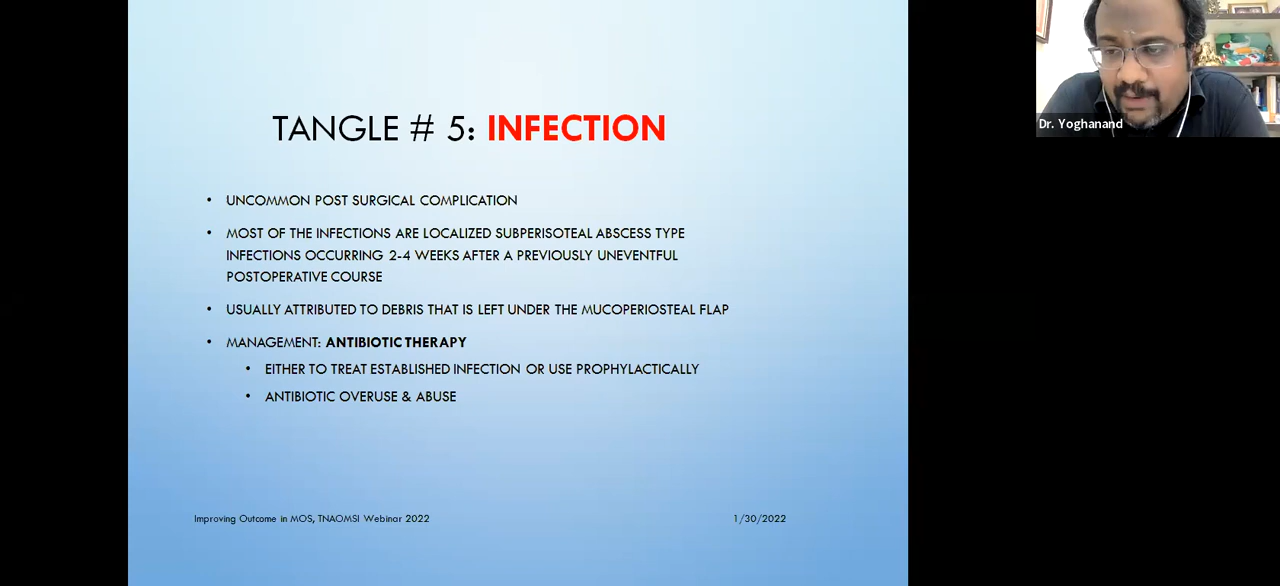 TANGLE # 5: INFECTION
• UNCOMMON POST SURGICAL COMPLICATION
• MOST OF THE INFECTIONS ARE LOCALIZED SUBPERISOTEAL ABSCESS TYPE
INFECTIONS OCCURRING 2-4 WEEKS AFTER A PREVIOUSLY UNEVENTFUL
POSTOPERATIVE COURSE
• USUALLY ATTRIBUTED TO DEBRIS THAT IS LEFT UNDER THE MUCOPERIOSTEAL FLAP
• MANAGEMENT: ANTIBIOTIC THERAPY
• EITHER TO TREAT ESTABLISHED INFECTION OR USE PROPHYLACTICALLY
• ANTIBIOTIC OVERUSE & ABUSE
Improving Outcome in MOS, TNAOMSI Webinar 2022
1/30/2022
Dr. Yoghanand